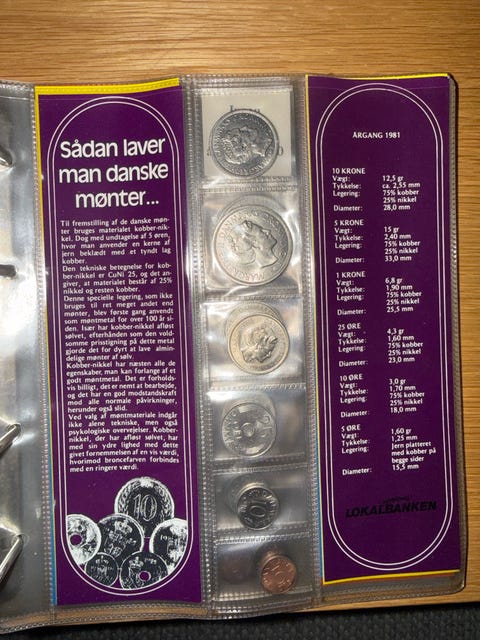 Sådan laver
man danske
mønter...
Til fremstilling af de danske møn-
ter bruges materialet kobber-nik-
kel. Dog med undtagelse af 5 øren,
hvor man anvender en kerne af
jern beklædt med et tyndt lag
kobber.
Den tekniske betegnelse for kob-
ber-nikkel er CuNi 25, og det an-
giver, at materialet består af 25%
nikkel og resten kobber.
Denne specielle legering, som ikke
bruges til ret meget andet end
mønter, blev første gang anvendt
som møntmetal for over 100 år si-
den. Især har kobber-nikkel afløst
sølvet, efterhånden som den vold-
somme prisstigning på dette metal
gjorde det for dyrt at lave almin-
delige mønter af sølv.
Kobber-nikkel har næsten alle de
egenskaber, man kan forlange af et
godt møntmetal. Det er forholds-
vis billigt, det er nemt at bearbejde,
og det har en god modstandskraft
mod alle normale påvirkninger,
herunder også slid.
Ved valg af møntmateriale indgår
ikke alene tekniske, men også
psykologiske overvejelser. Kobber-
nikkel, der har afløst sølvet, har
med sin ydre lighed med dette
givet fornemmelsen af en vis værdi,
hvorimod broncefarven forbindes
med en ringere værdi.
10
10
ÅRGANG 1981
10 KRONE
Vægt: 12,5 gr
Tykkelse: ca. 2,55 mm
Legering: 75% kobber
25% nikkel
Diameter: 28,0 mm
5 KRONE
Vægt: 15 gr
Tykkelse: 2,40 mm
Legering: 75% kobber
25% nikkel
Diameter: 33,0 mm
1 KRONE
Vægt: 6,8 gr
Tykkelse: 1,90 mm
Legering: 75% kobber
25% nikkel
Diameter: 25,5 mm
25 ØRE
Vægt: 4,3 gr
Tykkelse: 1,60 mm
Legering: 75% kobber
25% nikkel
Diameter: 23,0 mm
10 ØRE
Vægt: 3,0 gr
Tykkelse: 1,70 mm
Legering: 75% kobber
25% nikkel
Diameter: 18,0 mm
5 ØRE
Vægt: 1,60 gr
Tykkelse: 1,25 mm
Legering: Jern platteret
med kobber på
begge sider
Diameter: 15,5 mm
LOKALBANKEN